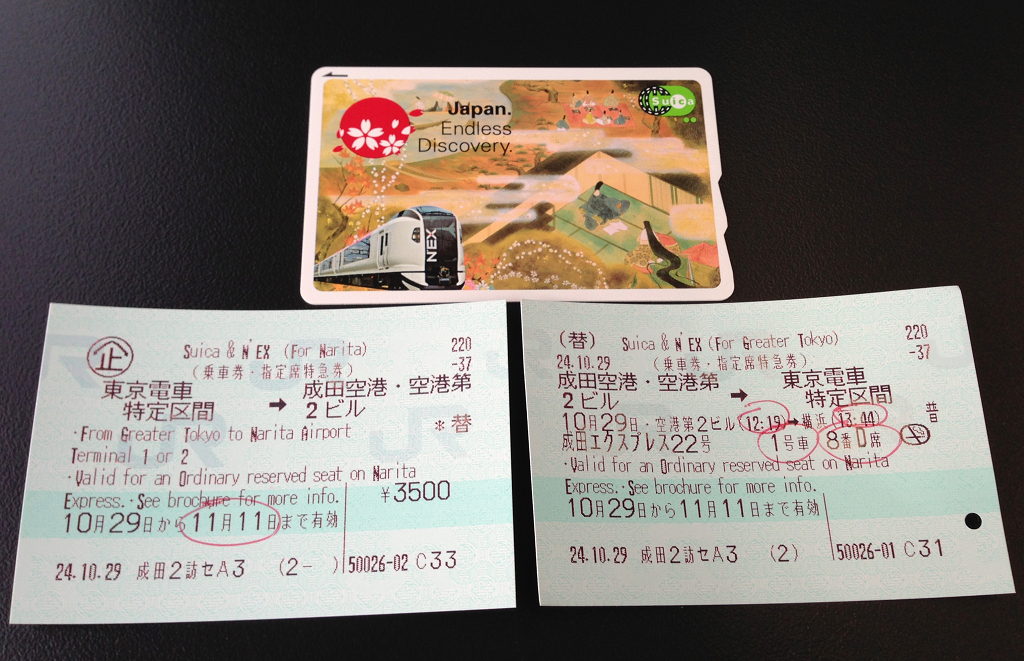 Japan.
Endless
Discovery.
Suica
NEX
企
Suica & N'EX (For Narita)
220
-37
(乗車券・指定席特急券)
東京電車
特定区間
➡
成田空港・空港第
2ビル
・From Greater Tokyo to Narita Airport
*替
Terminal 1 or 2
・Valid for an Ordinary reserved seat on Narita
Express.・See brochure for more info.
¥3500
10月29日から11月11日まで有効
24.10.29 成田2訪セA3 (2- ) 50026-02 C33
(替)
Suica & N'EX (For Greater Tokyo)
220
-37
24.10.29
(乗車券・指定席特急券)
成田空港・空港第
2ビル
➡
東京電車
特定区間
10月29日・空港第2ビル 12:19➡横浜 13:44
成田エクスプレス22号 1号車 8番D席
・Valid for an Ordinary reserved seat on Narita
Express.・See brochure for more info.
10月29日から11月11日まで有効
24.10.29 成田2訪セA3 (2) 50026-01 C31